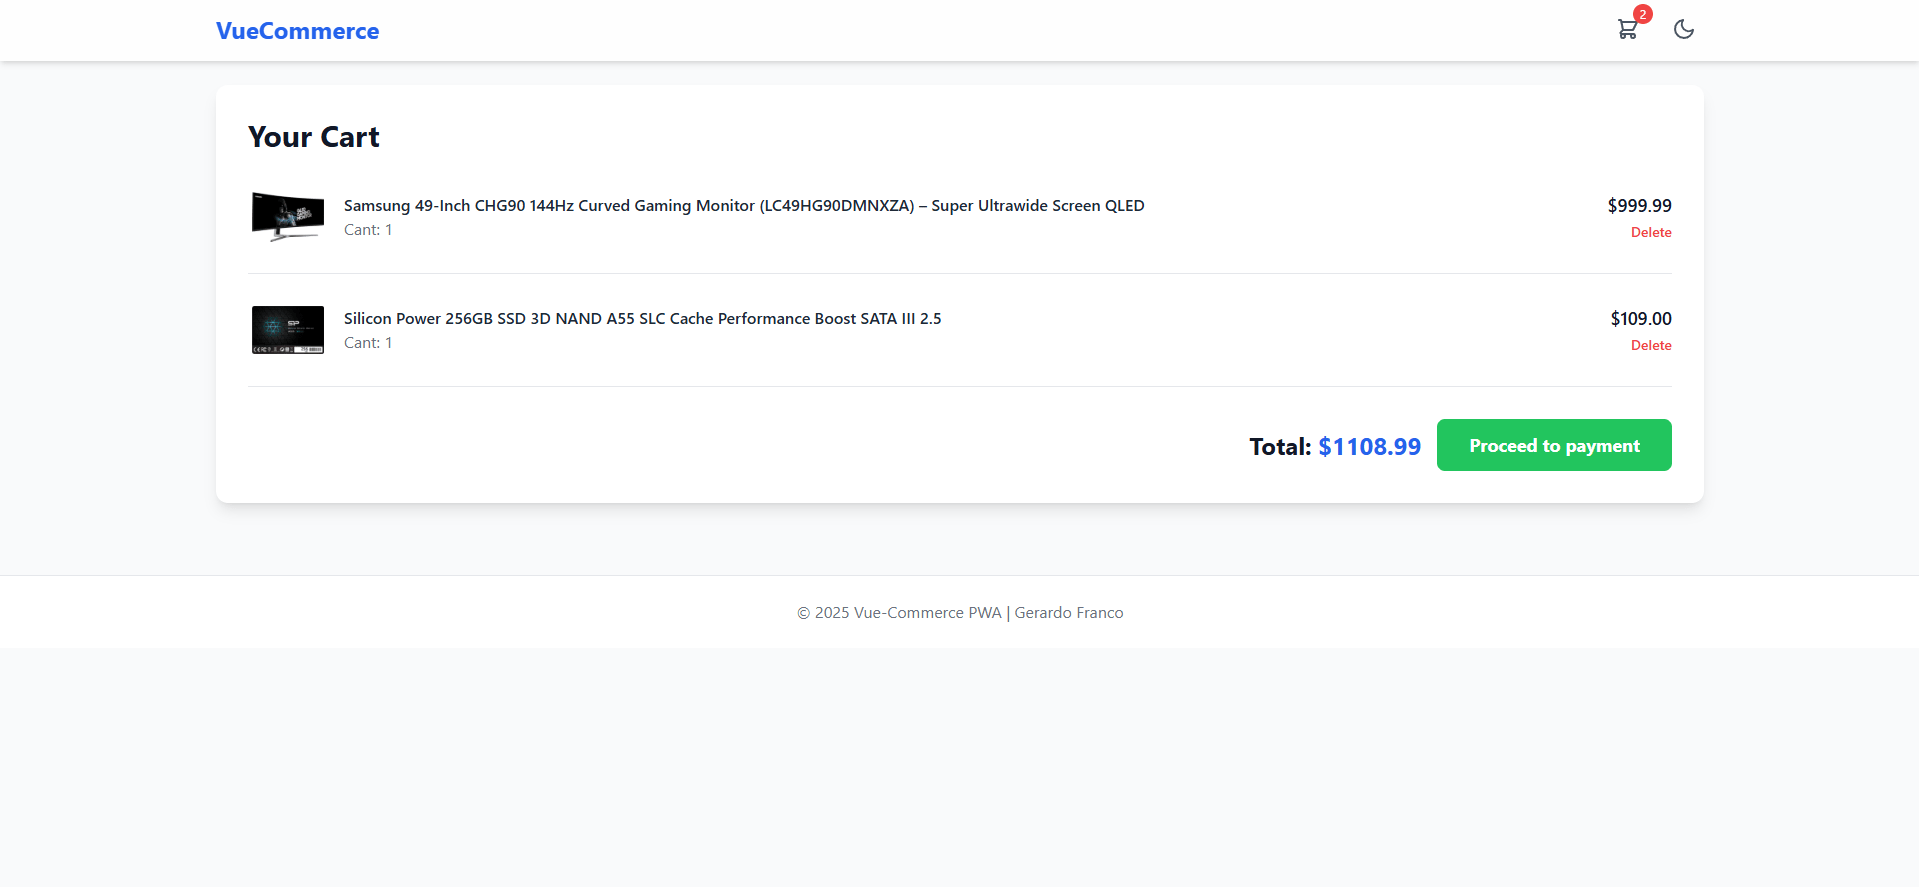 VueCommerce
2
Your Cart
Samsung 49-Inch CHG90 144Hz Curved Gaming Monitor (LC49HG90DMNXZA) – Super Ultrawide Screen QLED
$999.99
Cant: 1
Delete
Silicon Power 256GB SSD 3D NAND A55 SLC Cache Performance Boost SATA III 2.5
$109.00
Cant: 1
Delete
Total: $1108.99
Proceed to payment
© 2025 Vue-Commerce PWA | Gerardo Franco